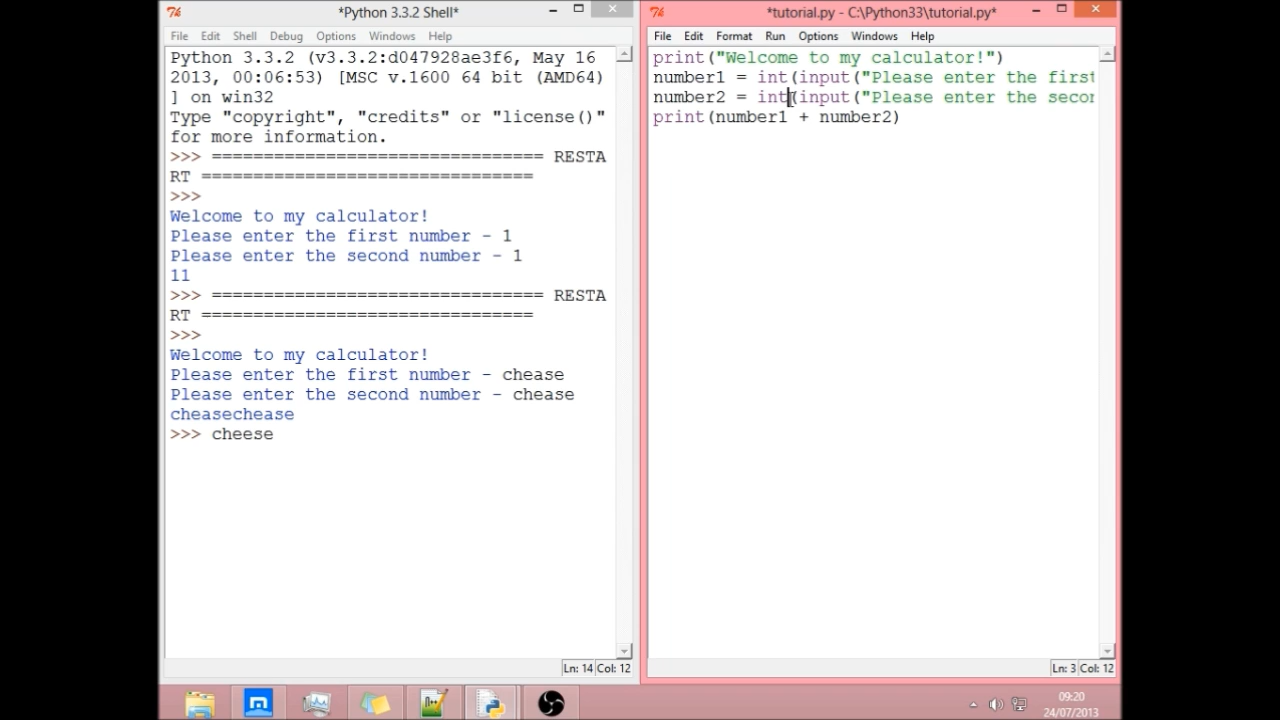 *Python 3.3.2 Shell*
File Edit Shell Debug Options Windows Help
Python 3.3.2 (v3.3.2:d047928ae3f6, May 16
2013, 00:06:53) [MSC v.1600 64 bit (AMD64)
] on win32
Type "copyright", "credits" or "license()"
for more information.
>>> ================================ RESTA
RT ================================
>>>
Welcome to my calculator!
Please enter the first number - 1
Please enter the second number - 1
11
>>> ================================ RESTA
RT ================================
>>>
Welcome to my calculator!
Please enter the first number - chease
Please enter the second number - chease
cheasechease
>>> cheese
Ln: 14 Col: 12
*tutorial.py - C:\Python33\tutorial.py*
File Edit Format Run Options Windows Help
print("Welcome to my calculator!")
number1 = int(input("Please enter the first
number2 = int(input("Please enter the secon
print(number1 + number2)
Ln: 3 Col: 12
09:20
24/07/2013